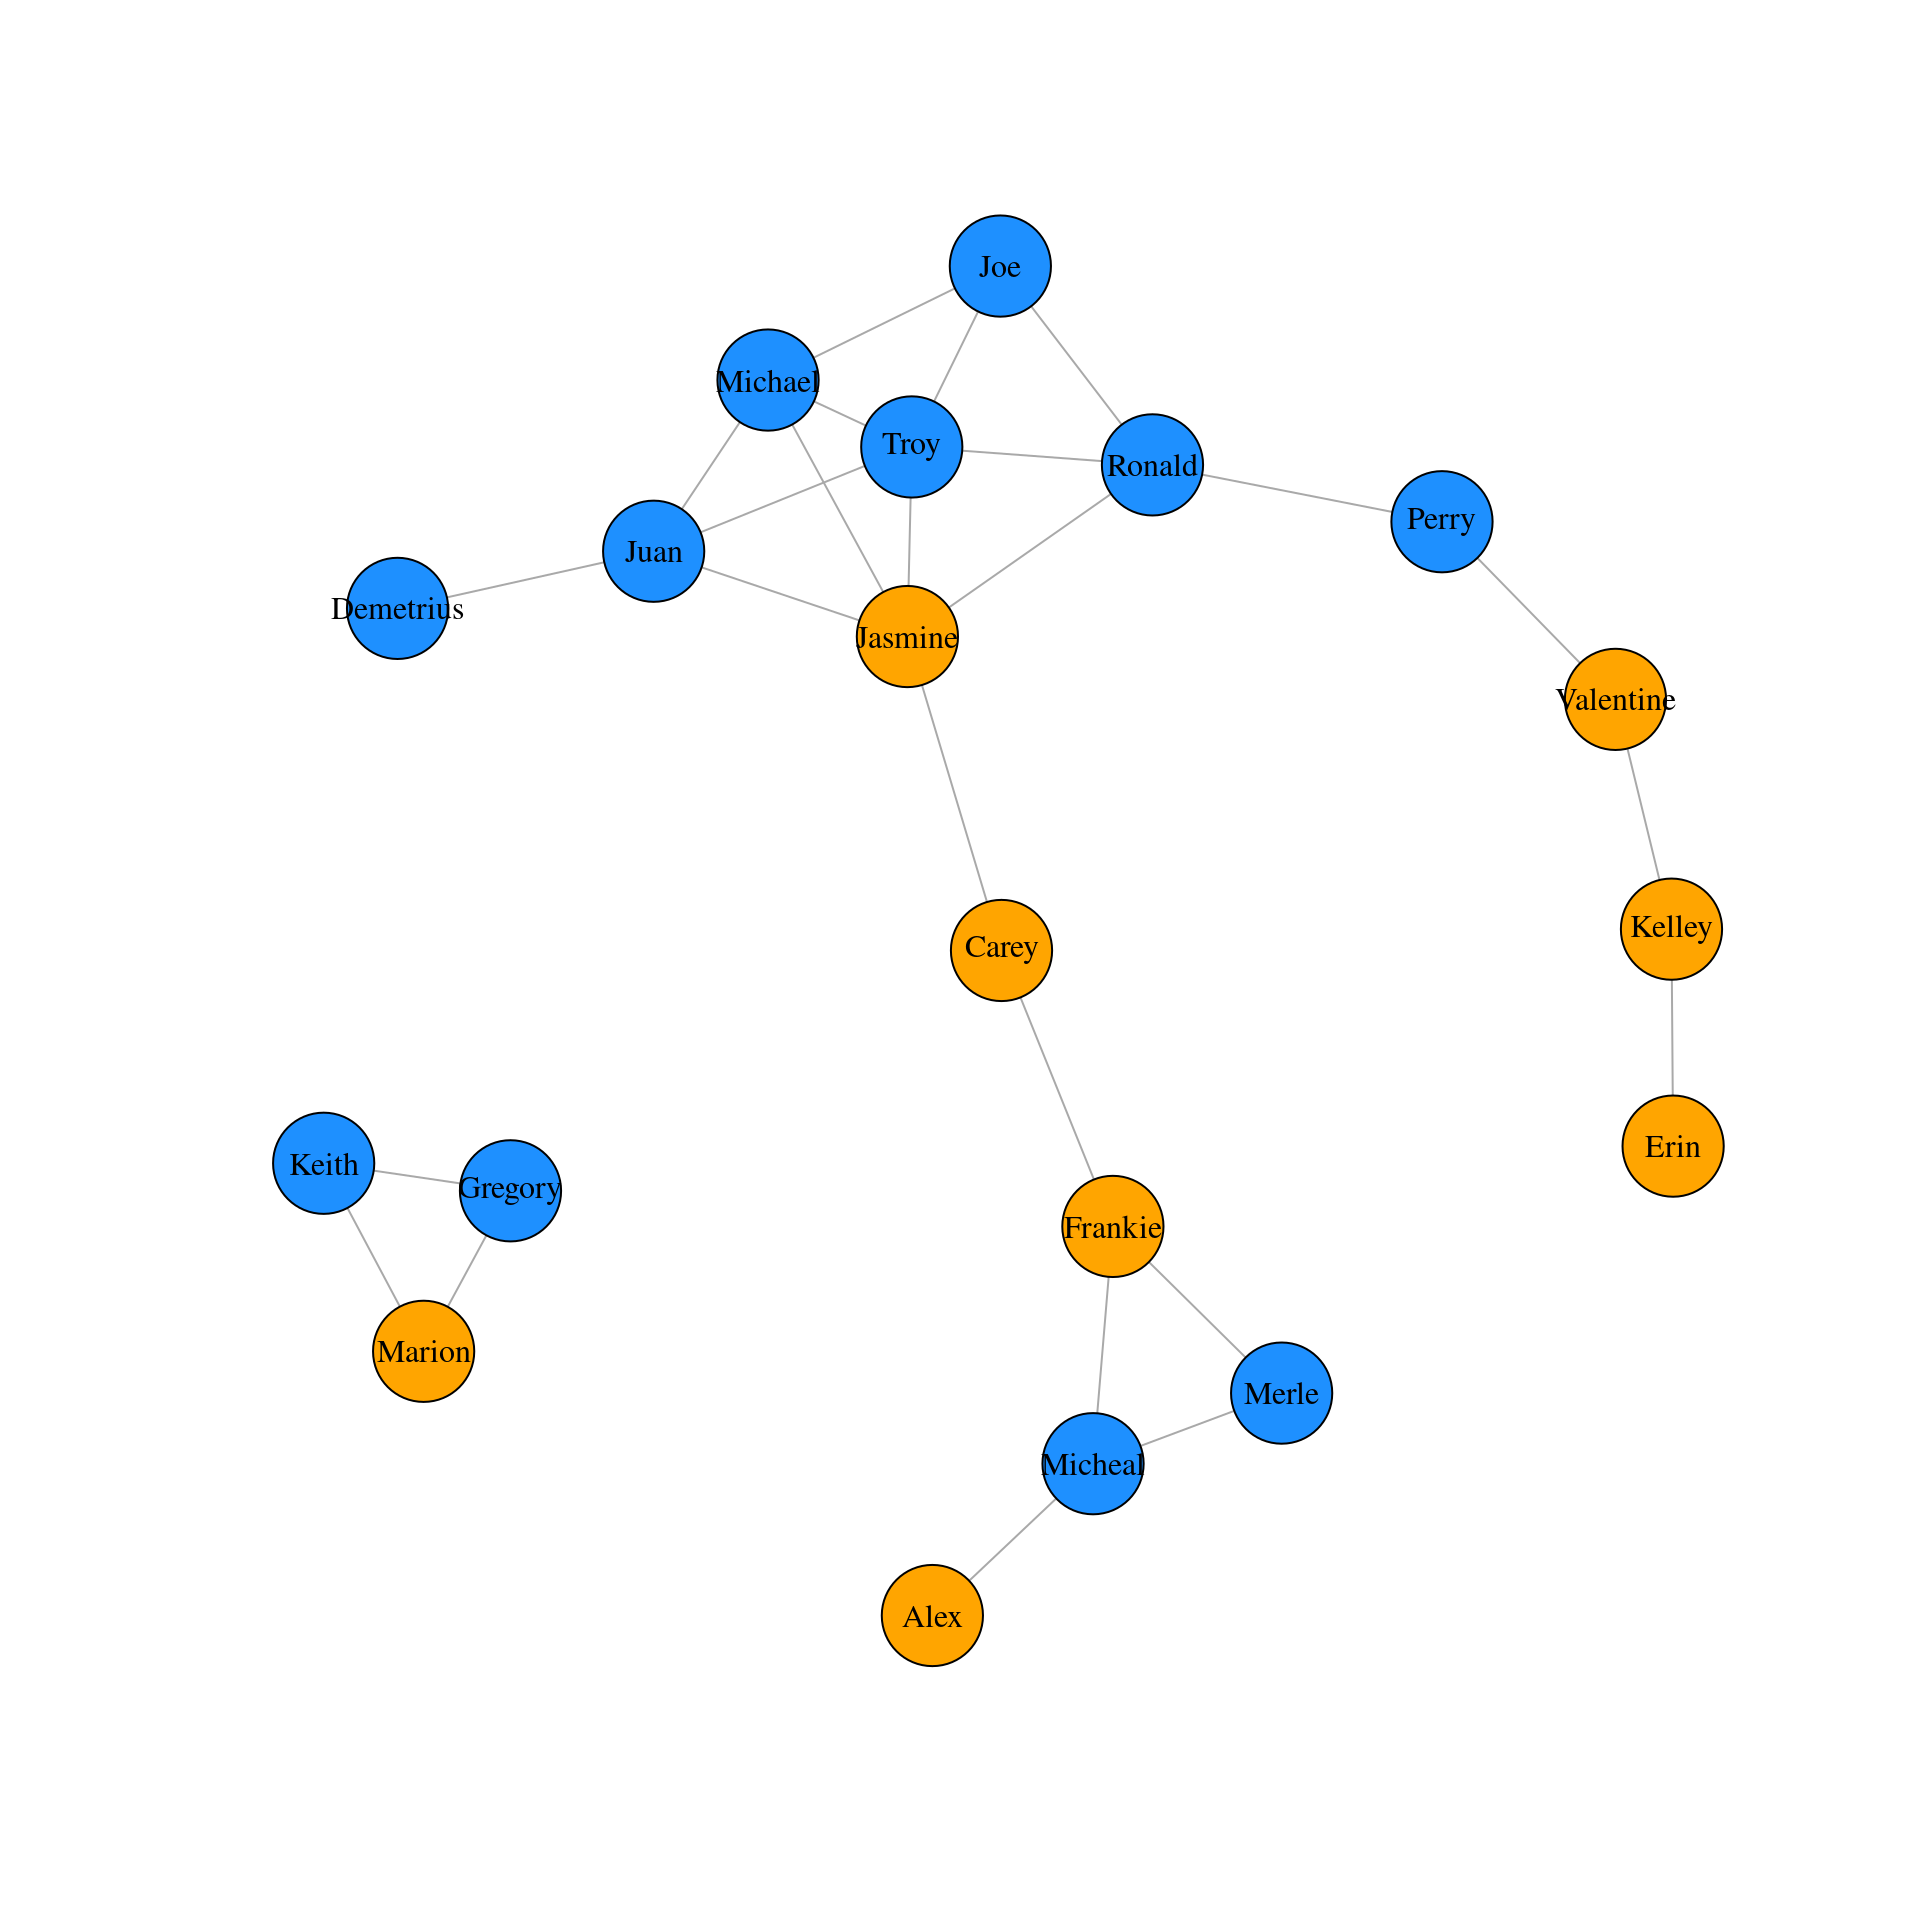 Joe
Michael
Troy
Ronald
Perry
Juan
Demetrius
Jasmine
Valentine
Carey
Kelley
Erin
Keith
Gregory
Frankie
Marion
Merle
Micheal
Alex